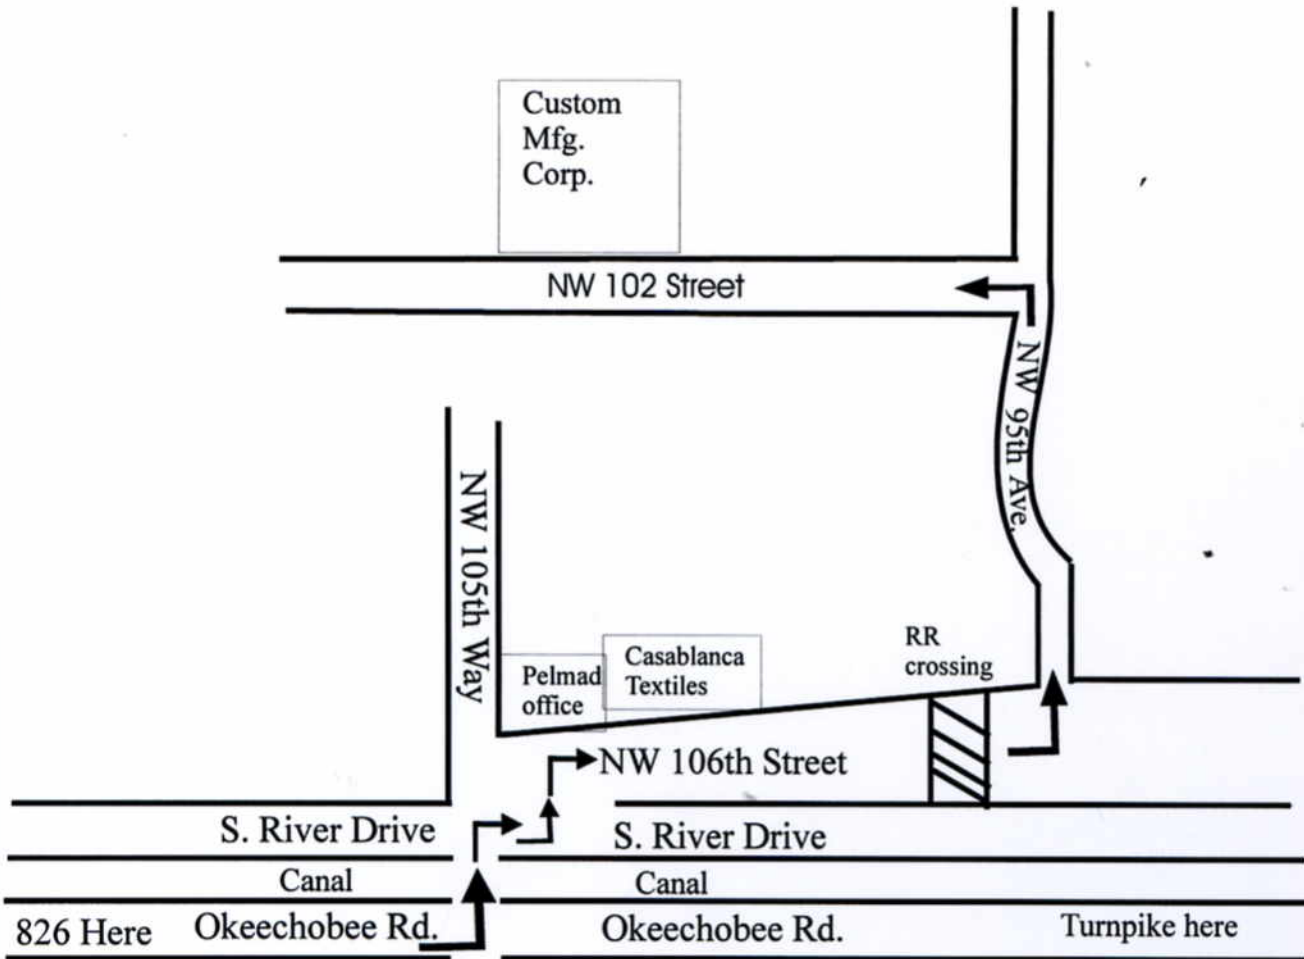 Custom
Mfg.
Corp.
NW 102 Street
NW 95th Ave.
NW 105th Way
RR
crossing
Casablanca
Textiles
Pelmad
office
NW 106th Street
S. River Drive
S. River Drive
Canal
Canal
826 Here
Okeechobee Rd.
Okeechobee Rd.
Turnpike here